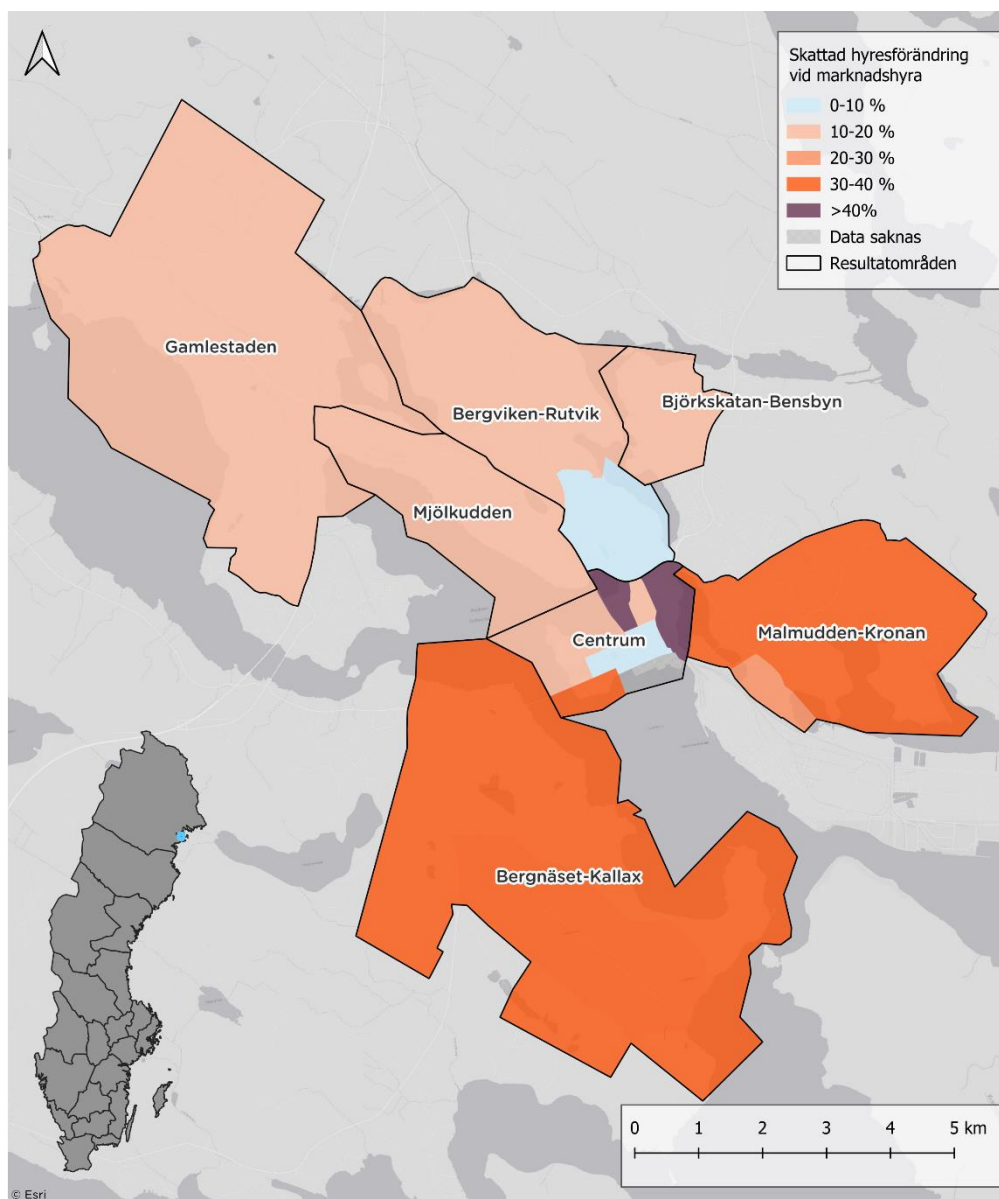 Skattad hyresförändring
vid marknadshyra
0-10 %
10-20 %
20-30 %
30-40 %
>40%
Data saknas
Resultatområden
Gamlestaden
Bergviken-Rutvik
Björkskatan-Bensbyn
Mjölkudden
Centrum
Malmudden-Kronan
Bergnäset-Kallax
0 1 2 3 4 5 km
© Esri